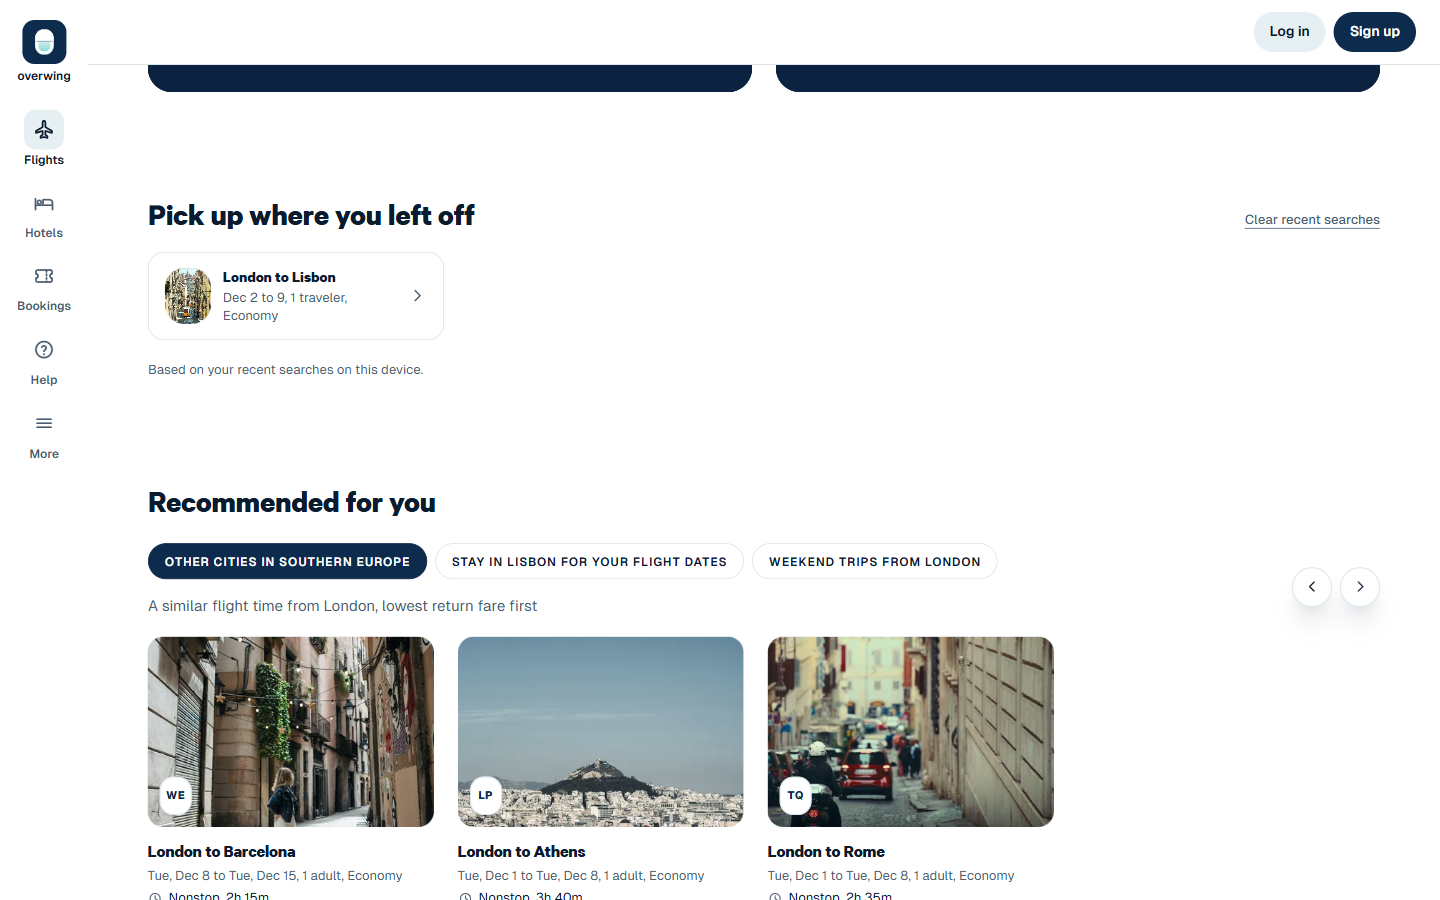 Log in
Sign up
overwing
Flights
Hotels
Bookings
Help
More
Pick up where you left off
Clear recent searches
London to Lisbon
Dec 2 to 9, 1 traveler,
Economy
Based on your recent searches on this device.
Recommended for you
OTHER CITIES IN SOUTHERN EUROPE
STAY IN LISBON FOR YOUR FLIGHT DATES
WEEKEND TRIPS FROM LONDON
A similar flight time from London, lowest return fare first
WE
LP
TQ
London to Barcelona
Tue, Dec 8 to Tue, Dec 15, 1 adult, Economy
Nonstop, 2h 15m
London to Athens
Tue, Dec 1 to Tue, Dec 8, 1 adult, Economy
Nonstop, 3h 40m
London to Rome
Tue, Dec 1 to Tue, Dec 8, 1 adult, Economy
Nonstop, 2h 35m